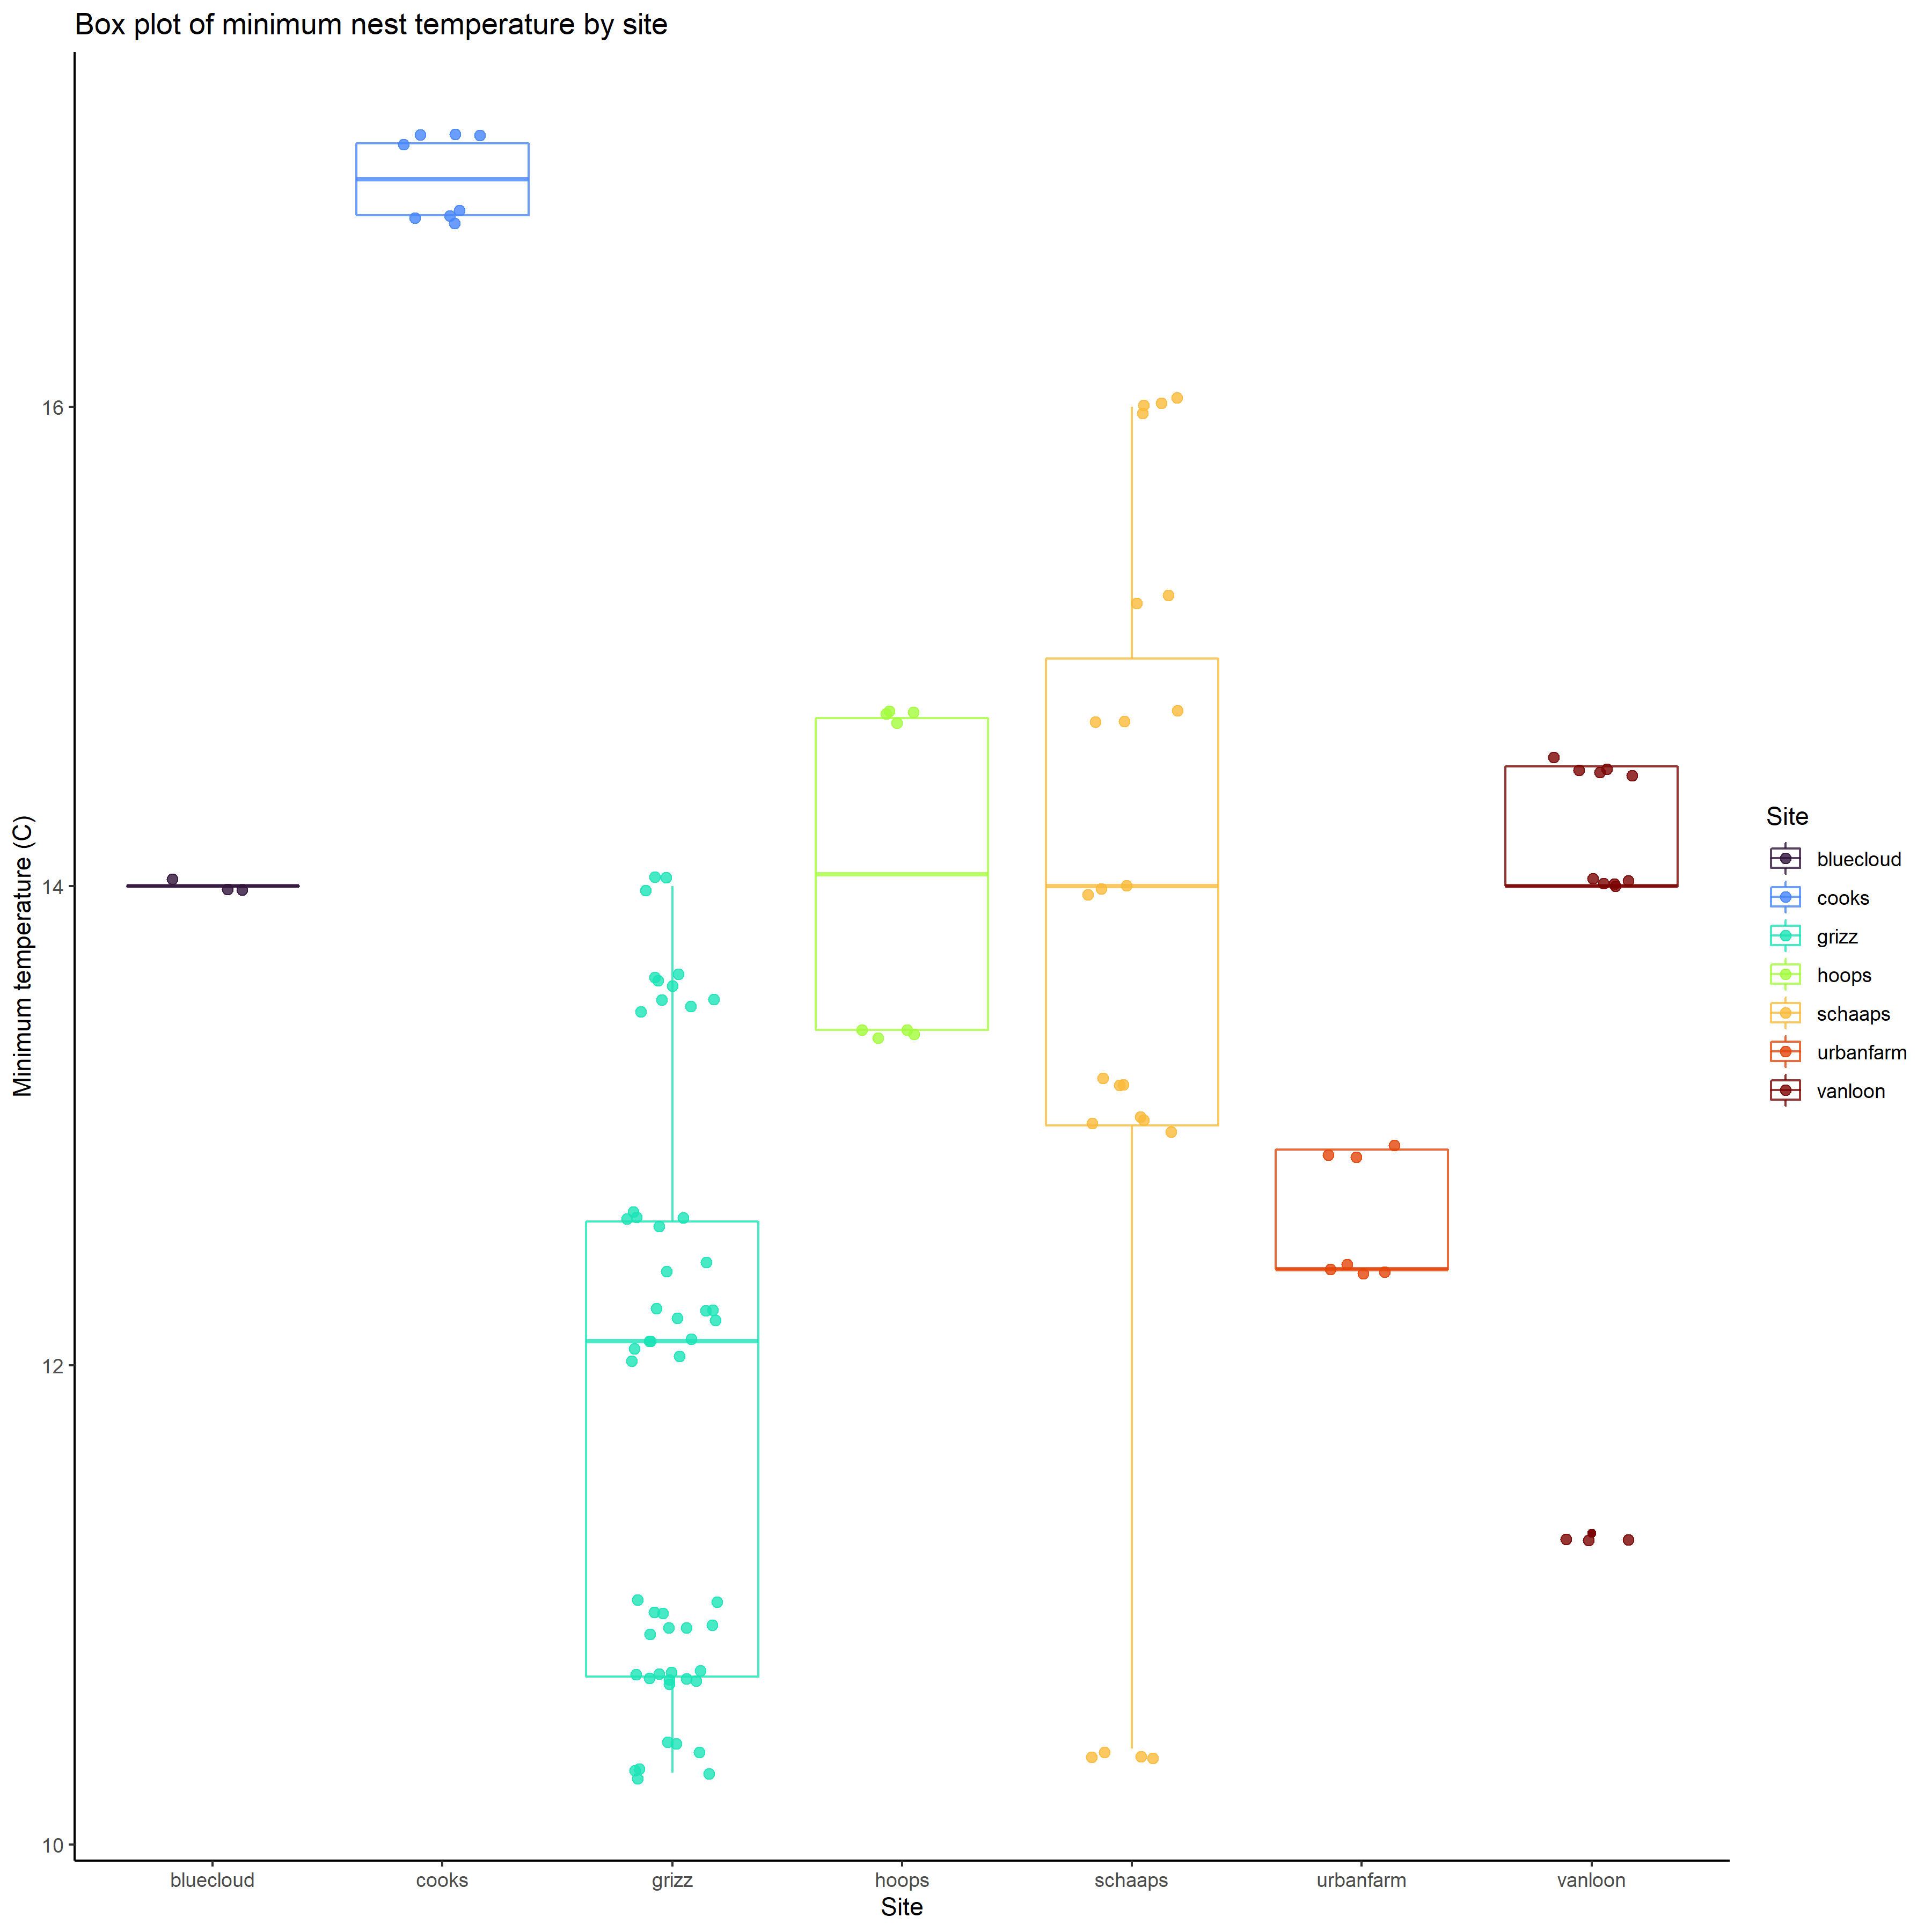 Box plot of minimum nest temperature by site
Minimum temperature (C)
16
14
12
10
bluecloud
cooks
grizz
hoops
schaaps
urbanfarm
vanloon
Site
Site
bluecloud
cooks
grizz
hoops
schaaps
urbanfarm
vanloon